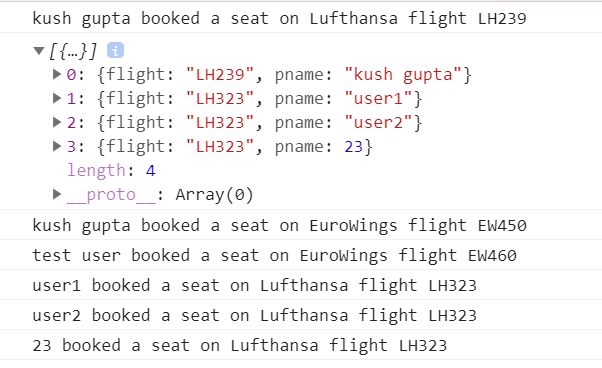 kush gupta booked a seat on Lufthansa flight LH239
▼[{…}] i
▶0: {flight: "LH239", pname: "kush gupta"}
▶1: {flight: "LH323", pname: "user1"}
▶2: {flight: "LH323", pname: "user2"}
▶3: {flight: "LH323", pname: 23}
length: 4
▶__proto__: Array(0)
kush gupta booked a seat on EuroWings flight EW450
test user booked a seat on EuroWings flight EW460
user1 booked a seat on Lufthansa flight LH323
user2 booked a seat on Lufthansa flight LH323
23 booked a seat on Lufthansa flight LH323